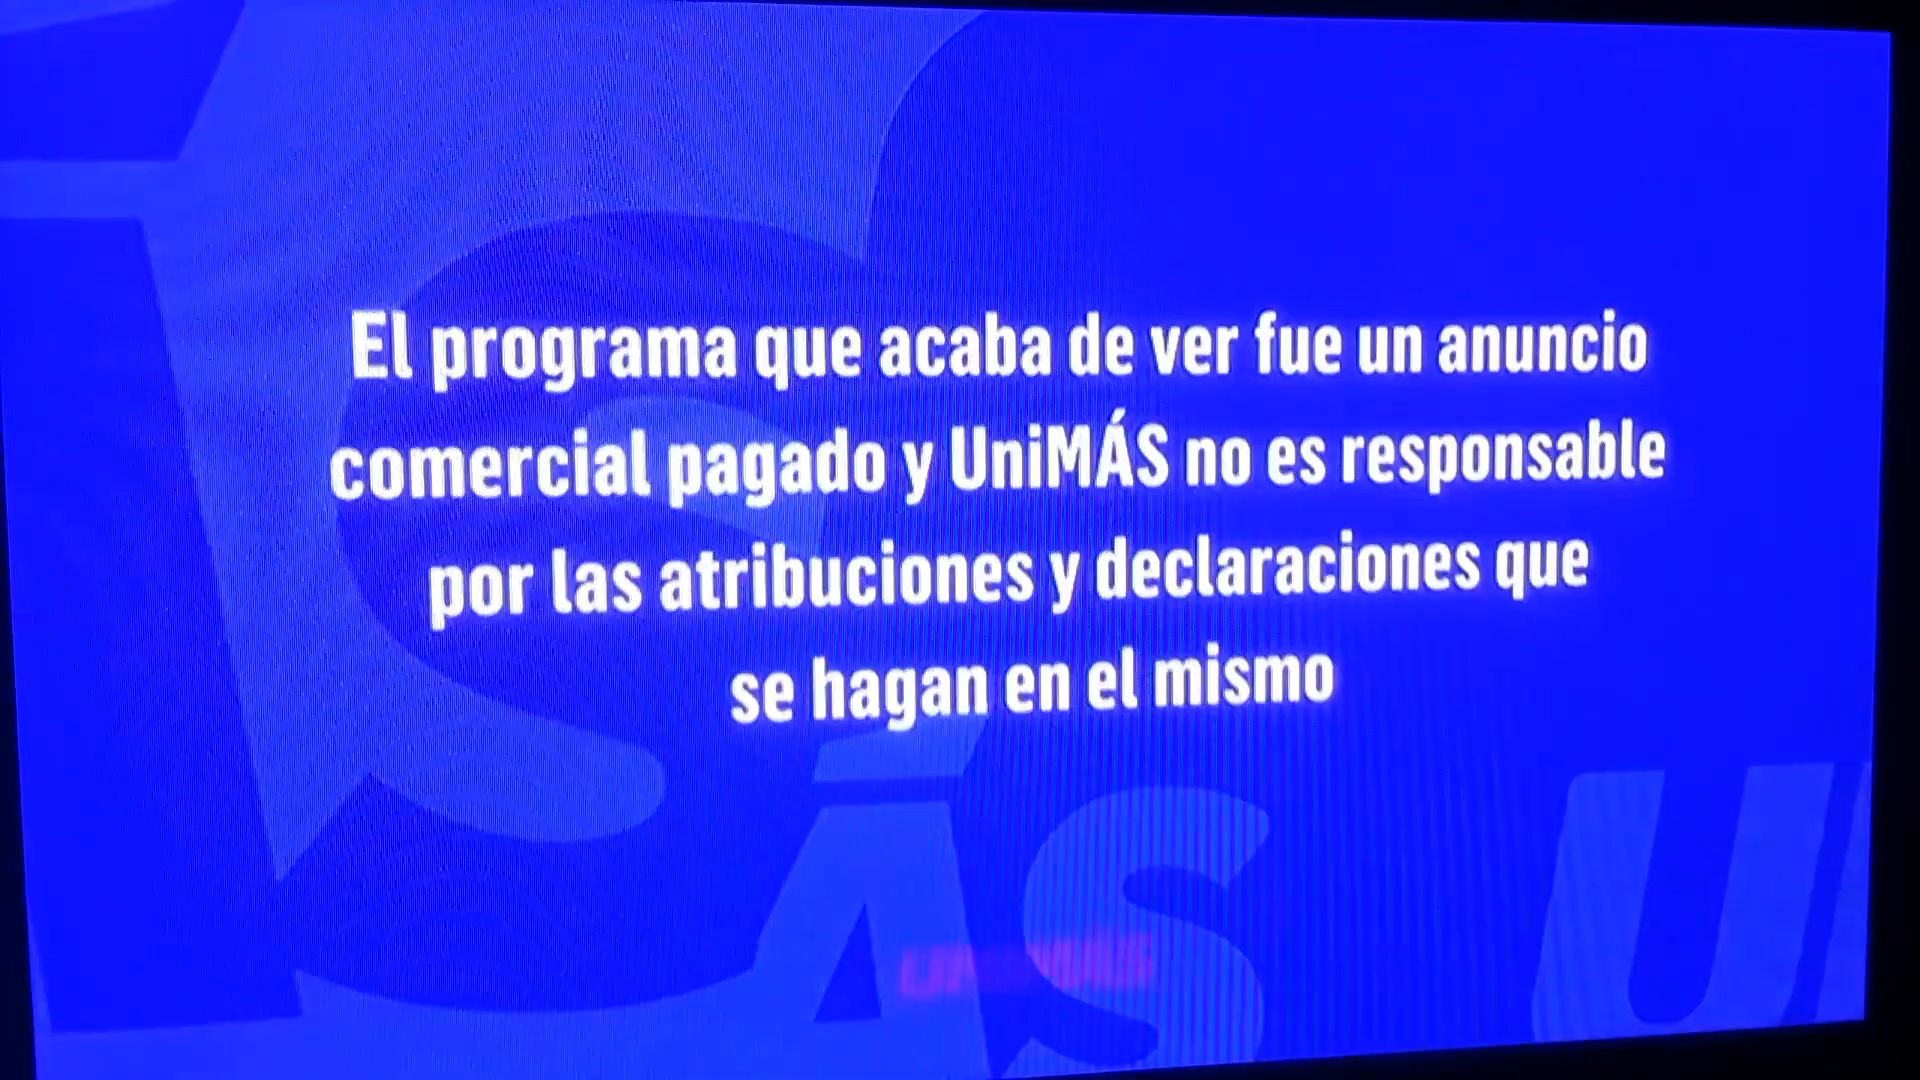 El programa que acaba de ver fue un anuncio
comercial pagado y UniMÁS no es responsable
por las atribuciones y declaraciones que
se hagan en el mismo